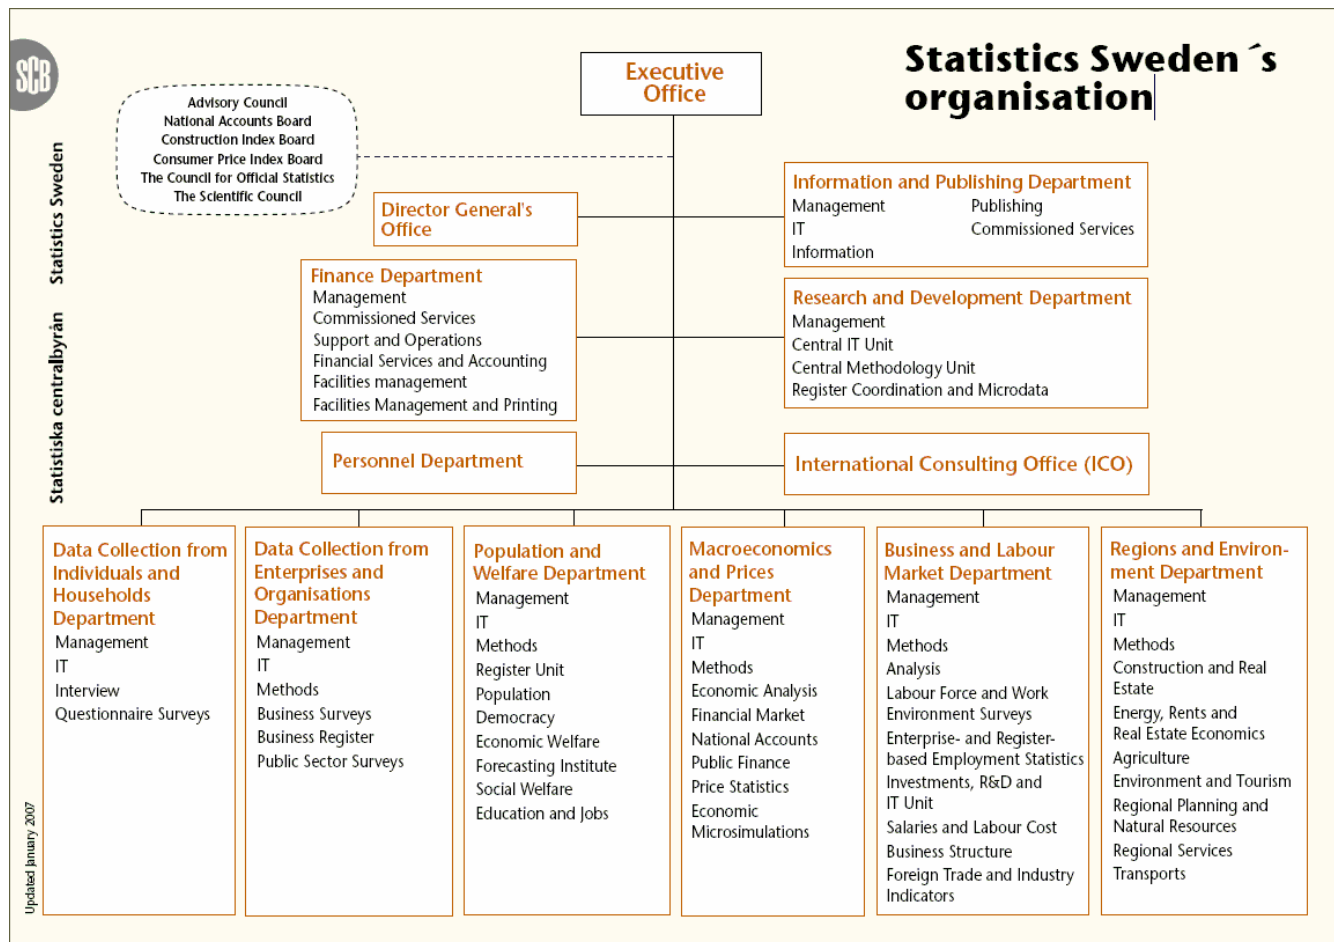 SCB
Statistics Sweden´s
organisation
Executive
Office
Advisory Council
National Accounts Board
Construction Index Board
Consumer Price Index Board
The Council for Official Statistics
The Scientific Council
Statistiska centralbyrån Statistics Sweden
Director General's
Office
Information and Publishing Department
Management
IT
Information
Publishing
Commissioned Services
Finance Department
Management
Commissioned Services
Support and Operations
Financial Services and Accounting
Facilities management
Facilities Management and Printing
Research and Development Department
Management
Central IT Unit
Central Methodology Unit
Register Coordination and Microdata
Personnel Department
International Consulting Office (ICO)
Data Collection from
Individuals and
Households
Department
Management
IT
Interview
Questionnaire Surveys
Data Collection from
Enterprises and
Organisations
Department
Management
IT
Methods
Business Surveys
Business Register
Public Sector Surveys
Population and
Welfare Department
Management
IT
Methods
Register Unit
Population
Democracy
Economic Welfare
Forecasting Institute
Social Welfare
Education and Jobs
Macroeconomics
and Prices
Department
Management
IT
Methods
Economic Analysis
Financial Market
National Accounts
Public Finance
Price Statistics
Economic
Microsimulations
Business and Labour
Market Department
Management
IT
Methods
Analysis
Labour Force and Work
Environment Surveys
Enterprise- and Register-
based Employment Statistics
Investments, R&D and
IT Unit
Salaries and Labour Cost
Business Structure
Foreign Trade and Industry
Indicators
Regions and Environ-
ment Department
Management
IT
Methods
Construction and Real
Estate
Energy, Rents and
Real Estate Economics
Agriculture
Environment and Tourism
Regional Planning and
Natural Resources
Regional Services
Transports
Updated January 2007